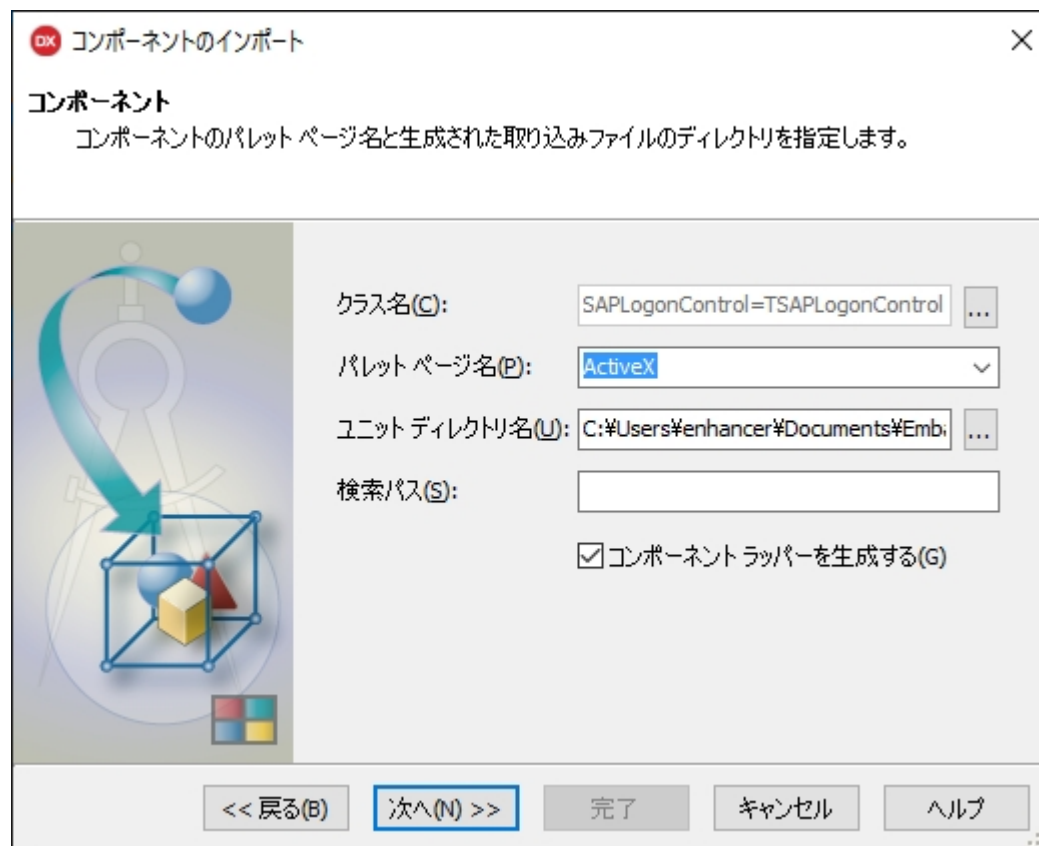 DX コンポーネントのインポート
コンポーネント
コンポーネントのパレット ページ名と生成された取り込みファイルのディレクトリを指定します。
クラス名(C): SAPLogonControl=TSAPLogonControl ...
パレット ページ名(P): ActiveX
ユニット ディレクトリ名(U): C:¥Users¥enhancer¥Documents¥Emb ...
検索パス(S):
コンポーネント ラッパーを生成する(G)
<< 戻る(B) 次へ(N) >> 完了 キャンセル ヘルプ